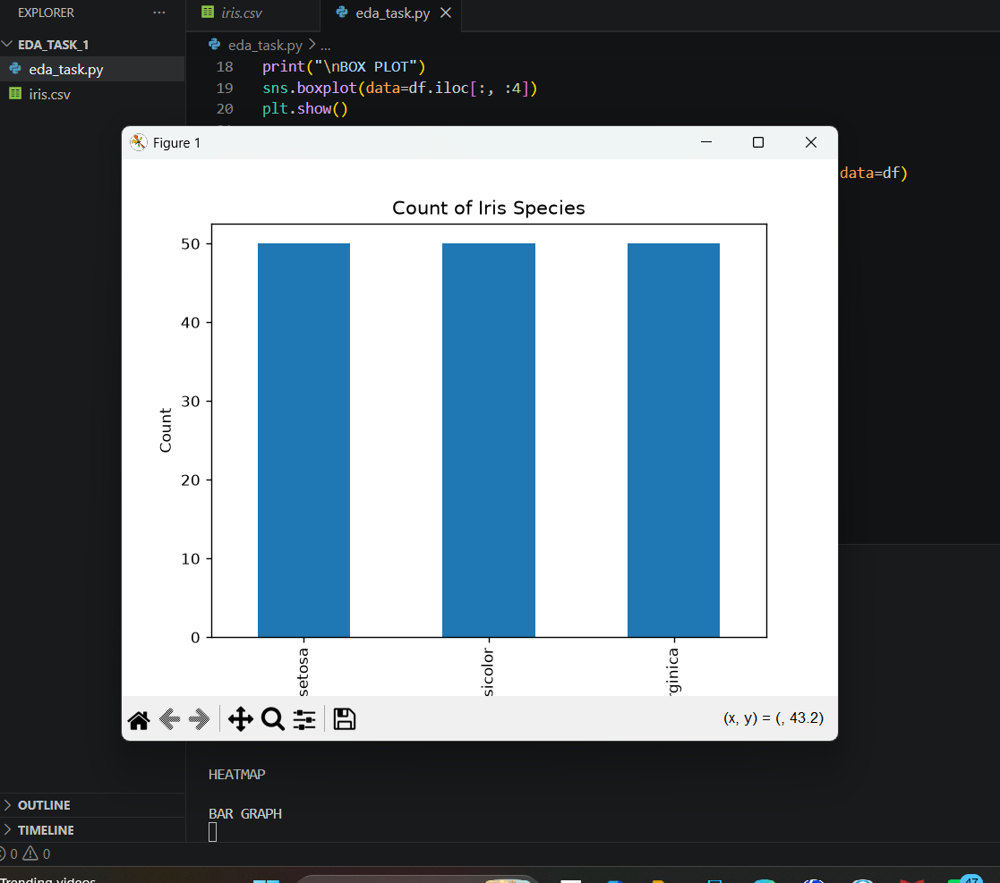 EXPLORER
···
iris.csv
eda_task.py
EDA_TASK_1
eda_task.py
iris.csv
eda_task.py > ...
18 print("\nBOX PLOT")
19 sns.boxplot(data=df.iloc[:, :4])
20 plt.show()
data=df)
Figure 1
Count of Iris Species
Count
50
40
30
20
10
0
setosa
sicolor
rginica
(x, y) = (, 43.2)
HEATMAP
BAR GRAPH
OUTLINE
TIMELINE
0 0
Trending videos
47